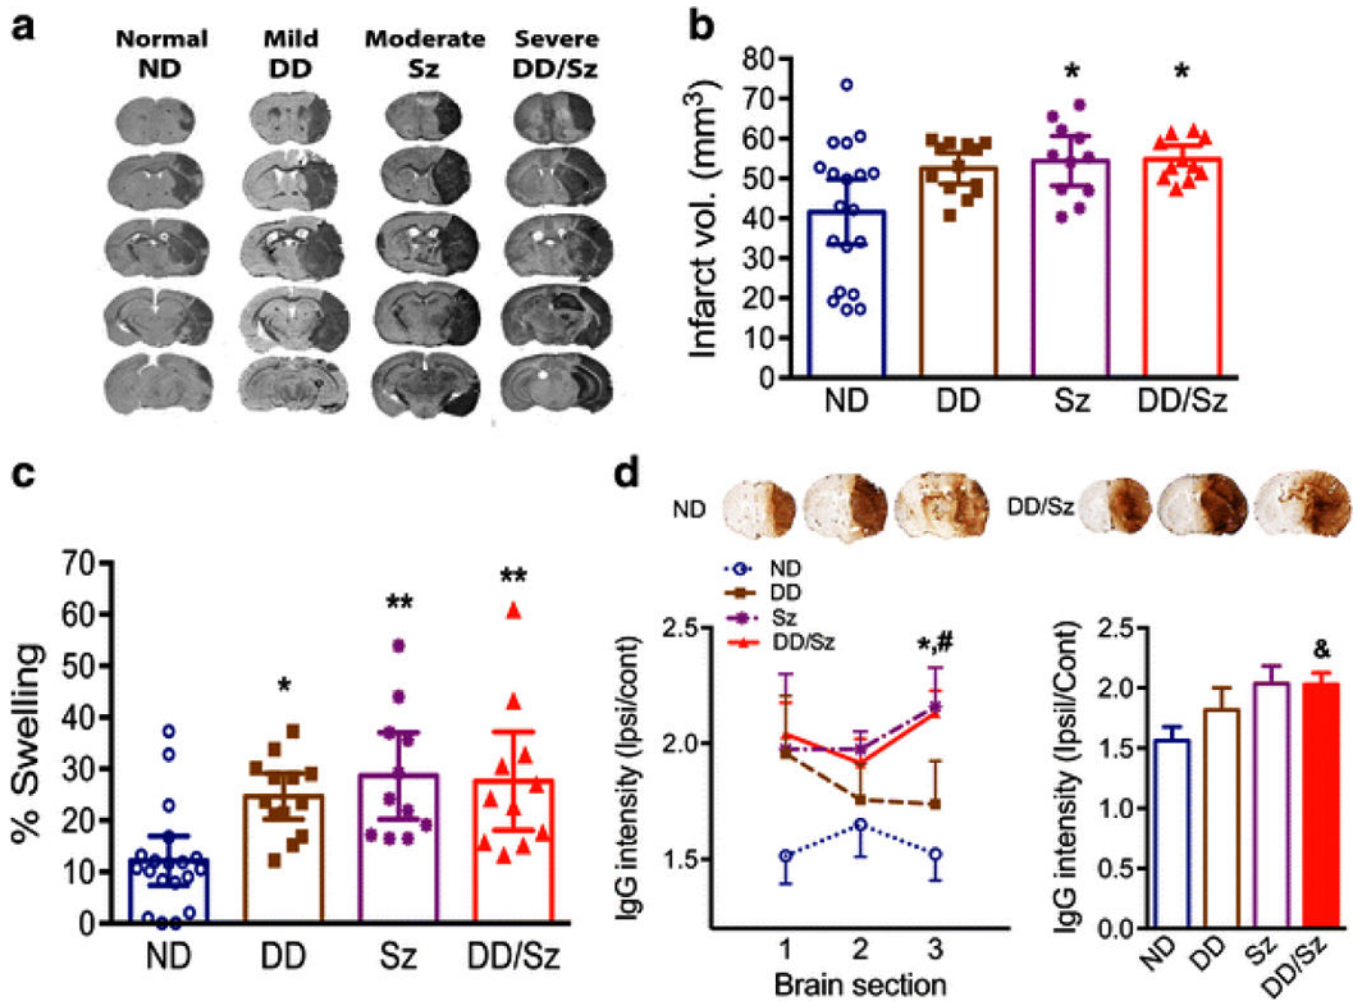 a
Normal Mild Moderate Severe
ND DD Sz DD/Sz
b
Infarct vol. (mm³)
80
70
60
50
40
30
20
10
0
* *
ND DD Sz DD/Sz
c
% Swelling
70
60
50
40
30
20
10
0
* ** **
ND DD Sz DD/Sz
d
ND DD/Sz
ND
DD
Sz
DD/Sz
IgG intensity (Ipsi/cont)
2.5
2.0
1.5
*,#
1 2 3
Brain section
IgG intensity (Ipsil/Cont)
2.5
2.0
1.5
1.0
0.5
0.0
&
ND DD Sz DD/Sz